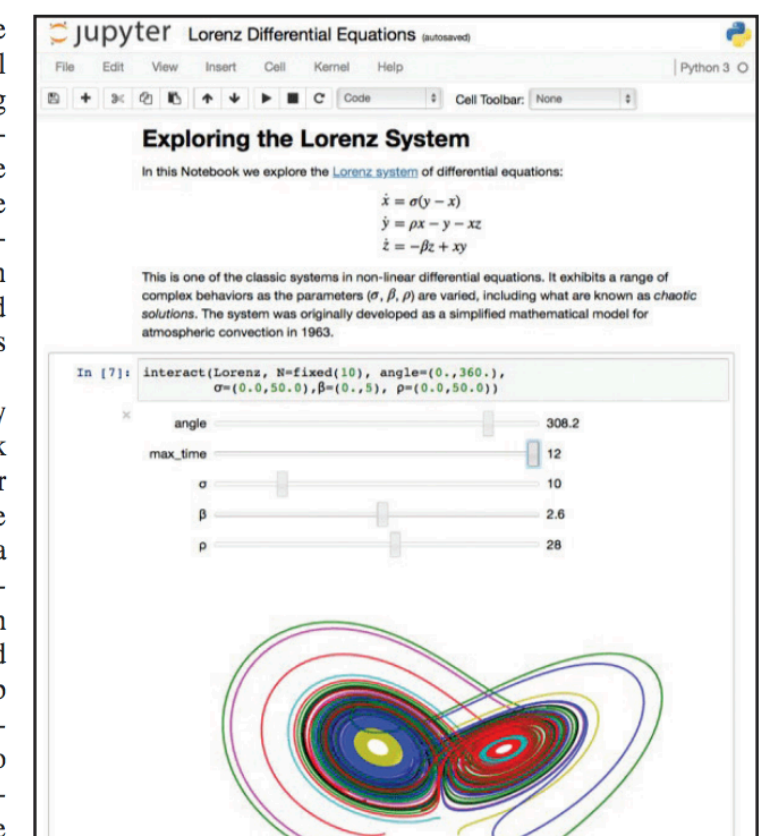 jupyter Lorenz Differential Equations (autosaved)
File Edit View Insert Cell Kernel Help Python 3
Code Cell Toolbar: None
Exploring the Lorenz System
In this Notebook we explore the Lorenz system of differential equations:
ẋ = σ(y − x)
ẏ = ρx − y − xz
ż = −βz + xy
This is one of the classic systems in non-linear differential equations. It exhibits a range of
complex behaviors as the parameters (σ, β, ρ) are varied, including what are known as chaotic
solutions. The system was originally developed as a simplified mathematical model for
atmospheric convection in 1963.
In [7]: interact(Lorenz, N=fixed(10), angle=(0.,360.),
σ=(0.0,50.0),β=(0.,5), ρ=(0.0,50.0))
angle 308.2
max_time 12
σ 10
β 2.6
ρ 28